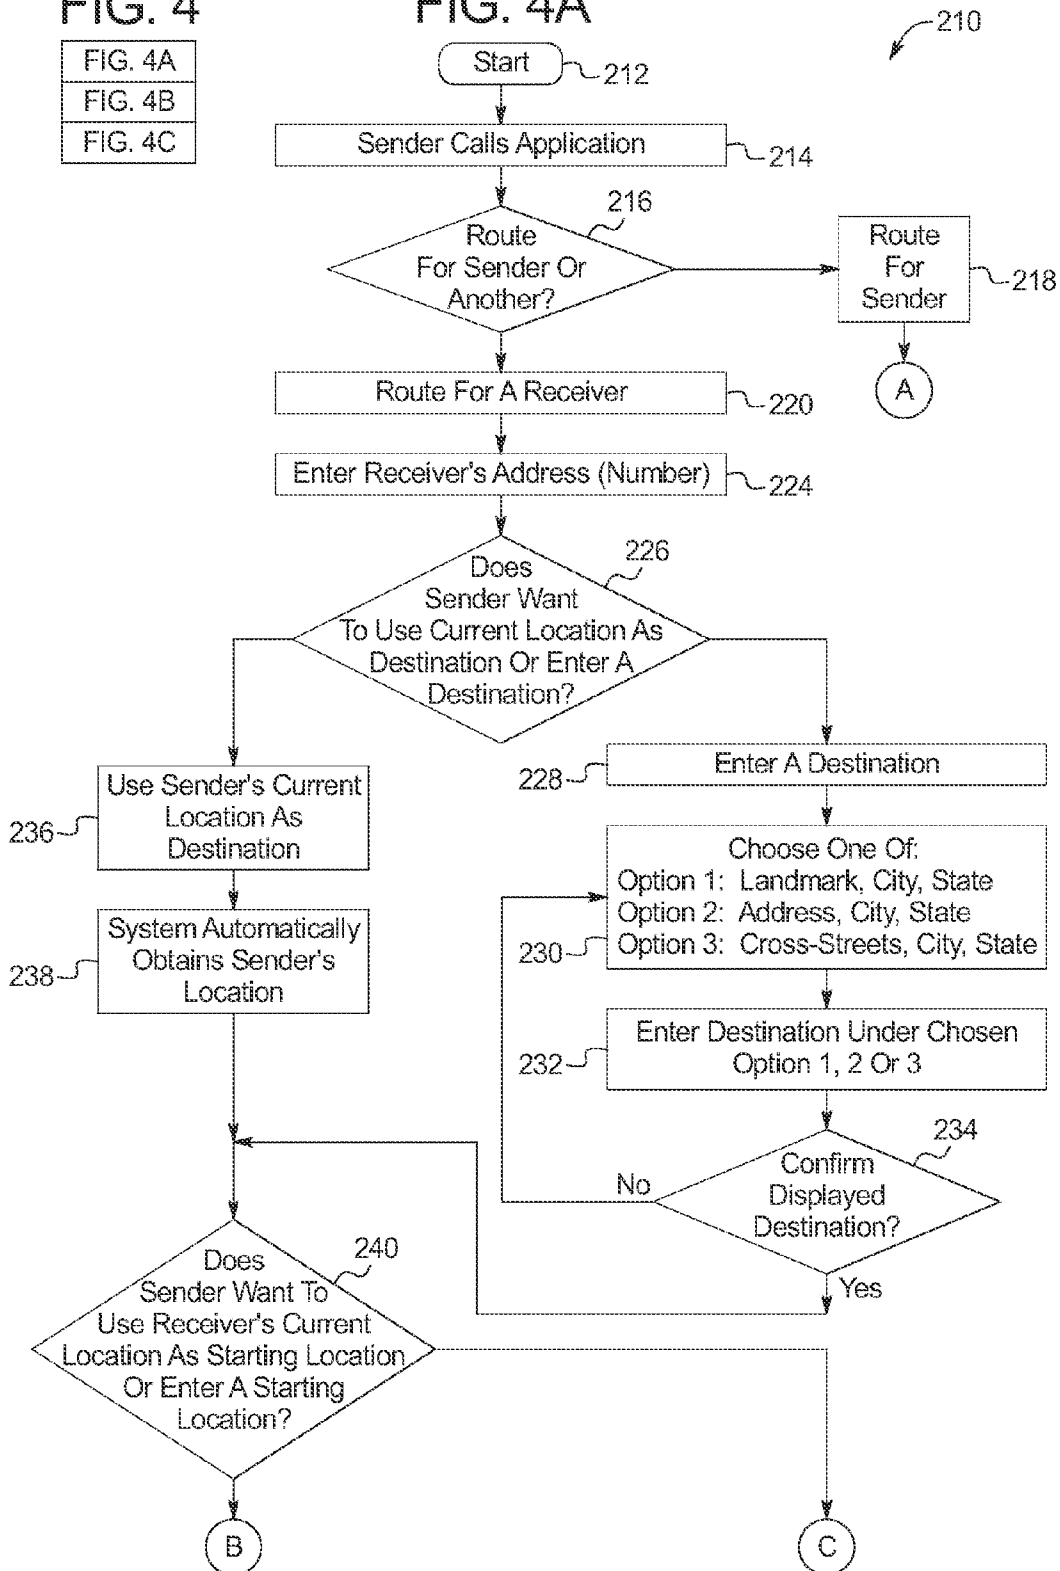 FIG. 4
FIG. 4A
FIG. 4A
FIG. 4B
FIG. 4C
210
Start
212
Sender Calls Application
214
216
Route
For Sender Or
Another?
Route
For
Sender
218
A
Route For A Receiver
220
Enter Receiver's Address (Number)
224
226
Does
Sender Want
To Use Current Location As
Destination Or Enter A
Destination?
228
Enter A Destination
236
Use Sender's Current
Location As
Destination
Choose One Of:
Option 1: Landmark, City, State
Option 2: Address, City, State
Option 3: Cross-Streets, City, State
230
238
System Automatically
Obtains Sender's
Location
232
Enter Destination Under Chosen
Option 1, 2 Or 3
234
Confirm
Displayed
Destination?
No
Yes
240
Does
Sender Want To
Use Receiver's Current
Location As Starting Location
Or Enter A Starting
Location?
B
C